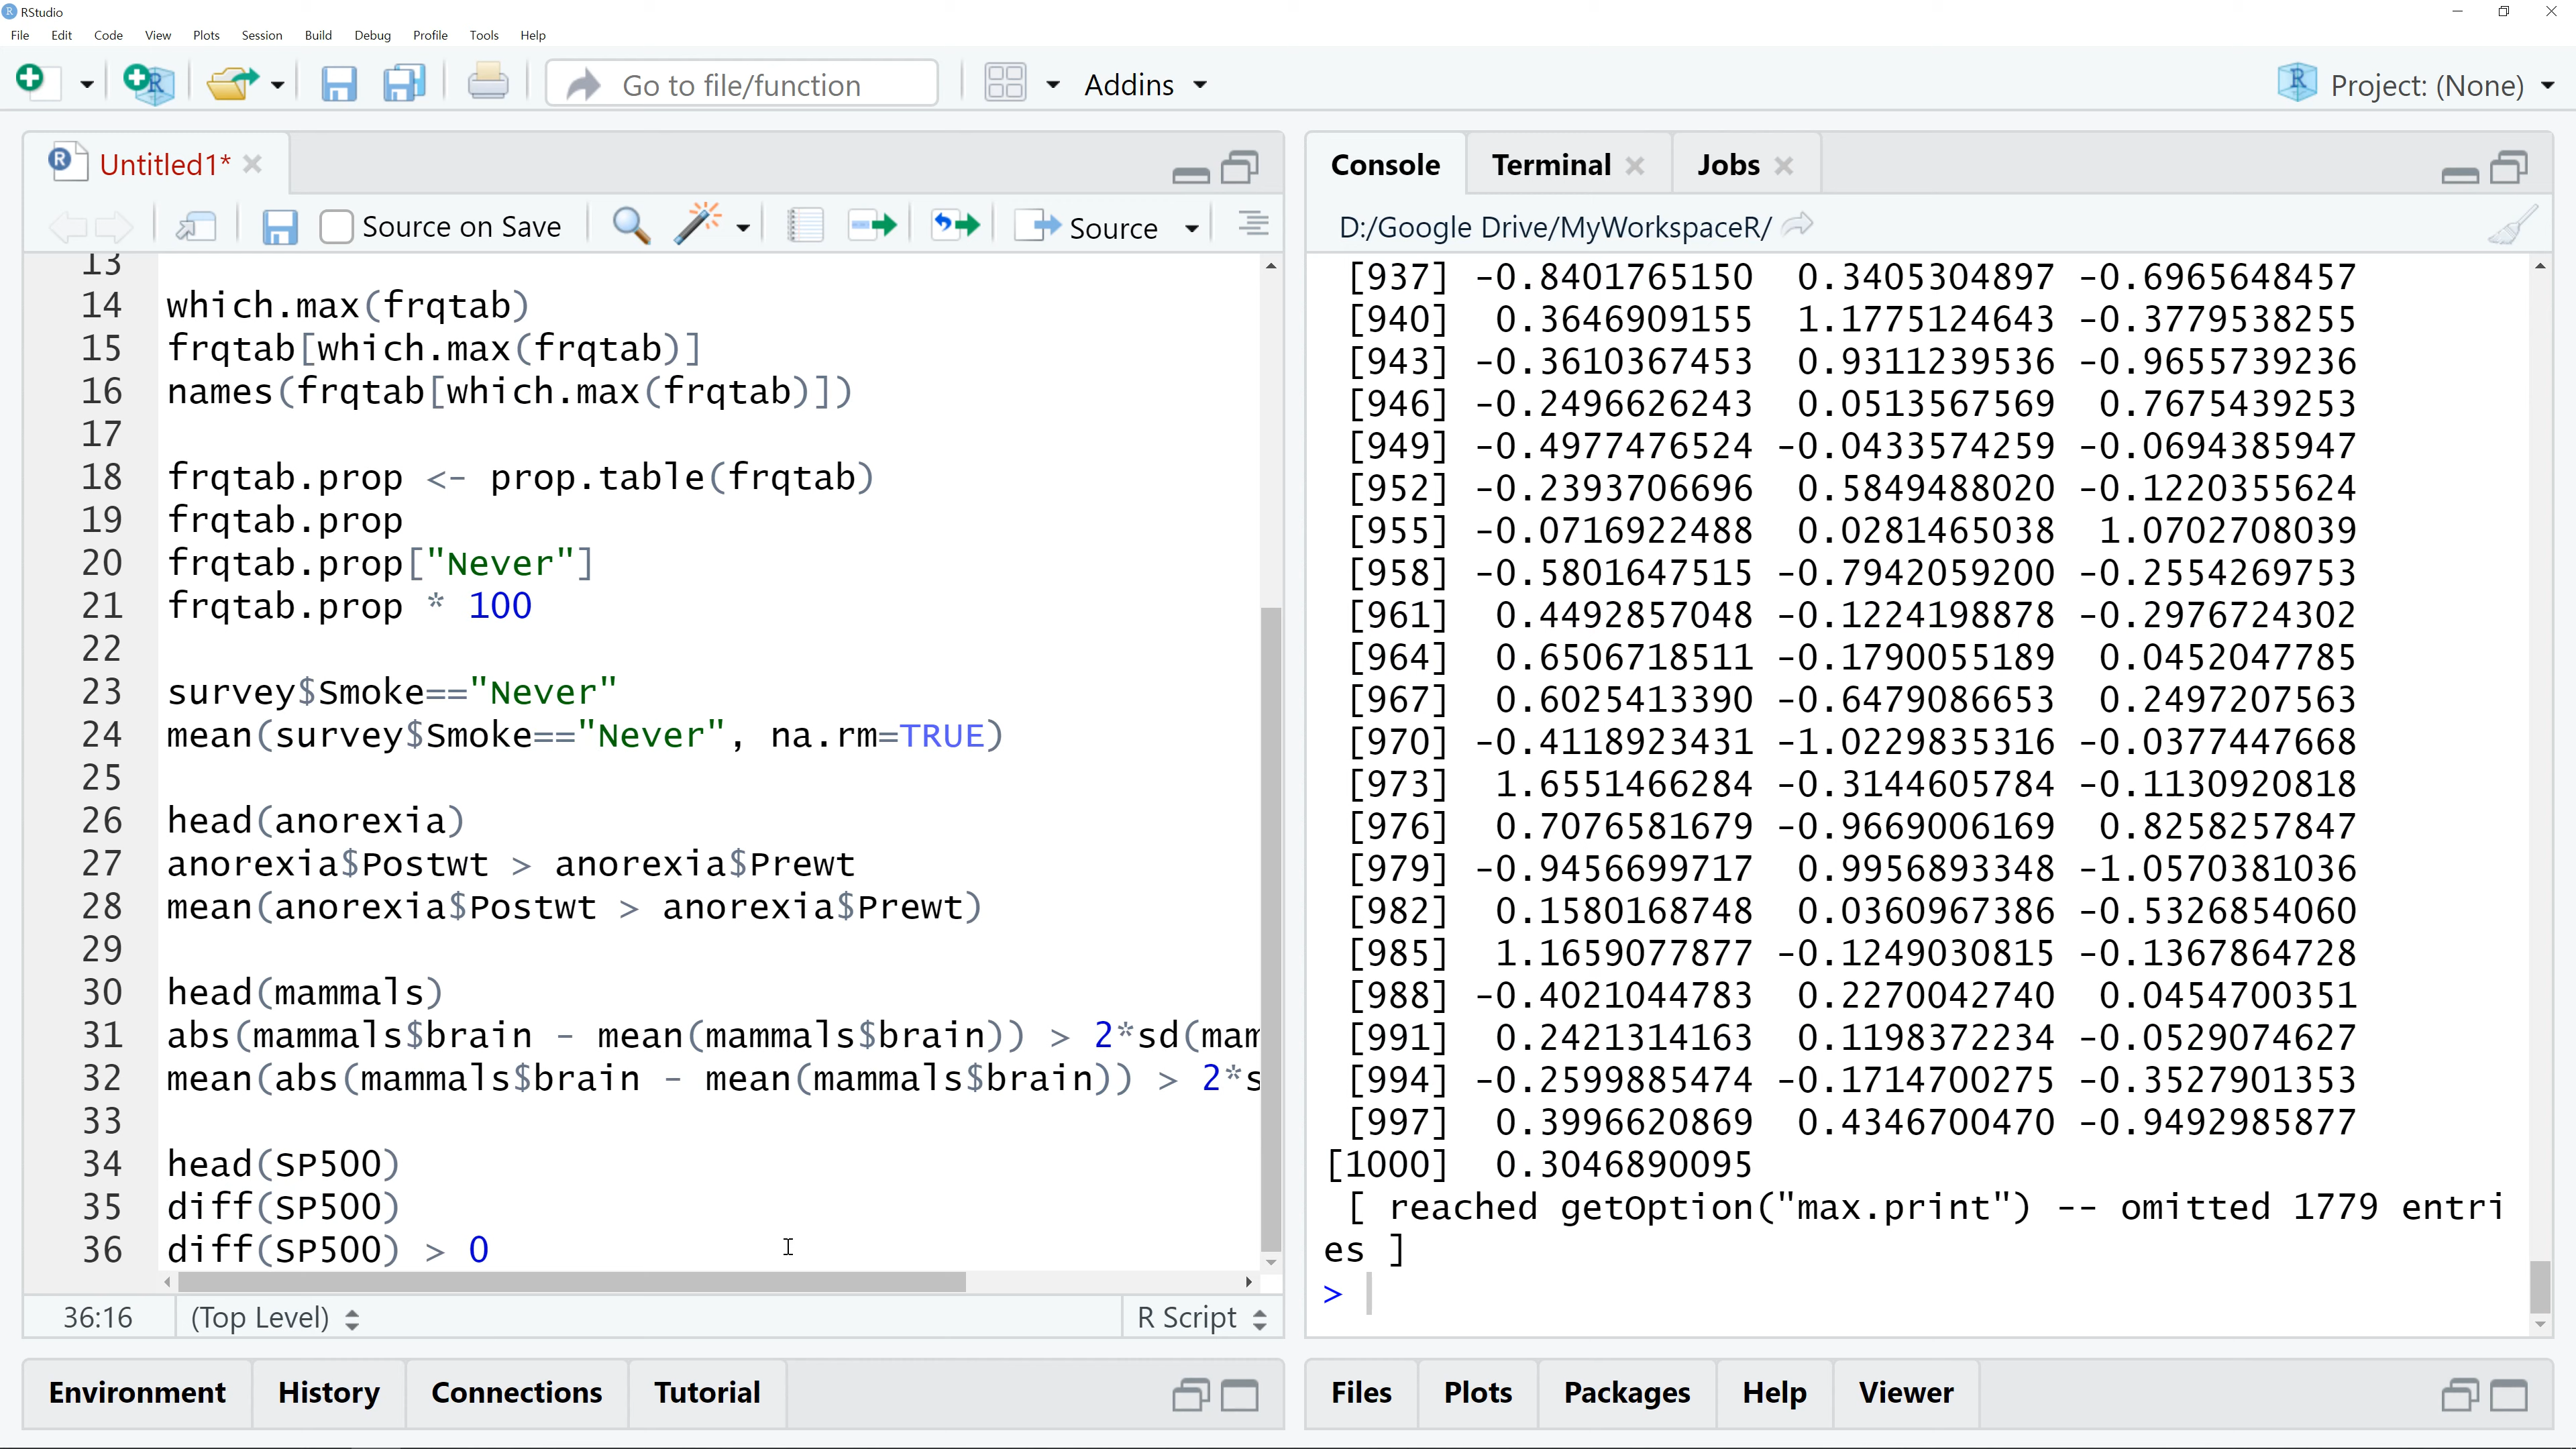 RStudio
File Edit Code View Plots Session Build Debug Profile Tools Help
Go to file/function Addins Project: (None)
Untitled1*
Source on Save Source
13
14 which.max(frqtab)
15 frqtab[which.max(frqtab)]
16 names(frqtab[which.max(frqtab)])
17
18 frqtab.prop <- prop.table(frqtab)
19 frqtab.prop
20 frqtab.prop["Never"]
21 frqtab.prop * 100
22
23 survey$Smoke=="Never"
24 mean(survey$Smoke=="Never", na.rm=TRUE)
25
26 head(anorexia)
27 anorexia$Postwt > anorexia$Prewt
28 mean(anorexia$Postwt > anorexia$Prewt)
29
30 head(mammals)
31 abs(mammals$brain - mean(mammals$brain)) > 2*sd(mam
32 mean(abs(mammals$brain - mean(mammals$brain)) > 2*s
33
34 head(SP500)
35 diff(SP500)
36 diff(SP500) > 0
36:16 (Top Level) R Script
Environment History Connections Tutorial
Console Terminal Jobs
D:/Google Drive/MyWorkspaceR/
[937] -0.8401765150 0.3405304897 -0.6965648457
[940] 0.3646909155 1.1775124643 -0.3779538255
[943] -0.3610367453 0.9311239536 -0.9655739236
[946] -0.2496626243 0.0513567569 0.7675439253
[949] -0.4977476524 -0.0433574259 -0.0694385947
[952] -0.2393706696 0.5849488020 -0.1220355624
[955] -0.0716922488 0.0281465038 1.0702708039
[958] -0.5801647515 -0.7942059200 -0.2554269753
[961] 0.4492857048 -0.1224198878 -0.2976724302
[964] 0.6506718511 -0.1790055189 0.0452047785
[967] 0.6025413390 -0.6479086653 0.2497207563
[970] -0.4118923431 -1.0229835316 -0.0377447668
[973] 1.6551466284 -0.3144605784 -0.1130920818
[976] 0.7076581679 -0.9669006169 0.8258257847
[979] -0.9456699717 0.9956893348 -1.0570381036
[982] 0.1580168748 0.0360967386 -0.5326854060
[985] 1.1659077877 -0.1249030815 -0.1367864728
[988] -0.4021044783 0.2270042740 0.0454700351
[991] 0.2421314163 0.1198372234 -0.0529074627
[994] -0.2599885474 -0.1714700275 -0.3527901353
[997] 0.3996620869 0.4346700470 -0.9492985877
[1000] 0.3046890095
[ reached getOption("max.print") -- omitted 1779 entri
es ]
>
Files Plots Packages Help Viewer